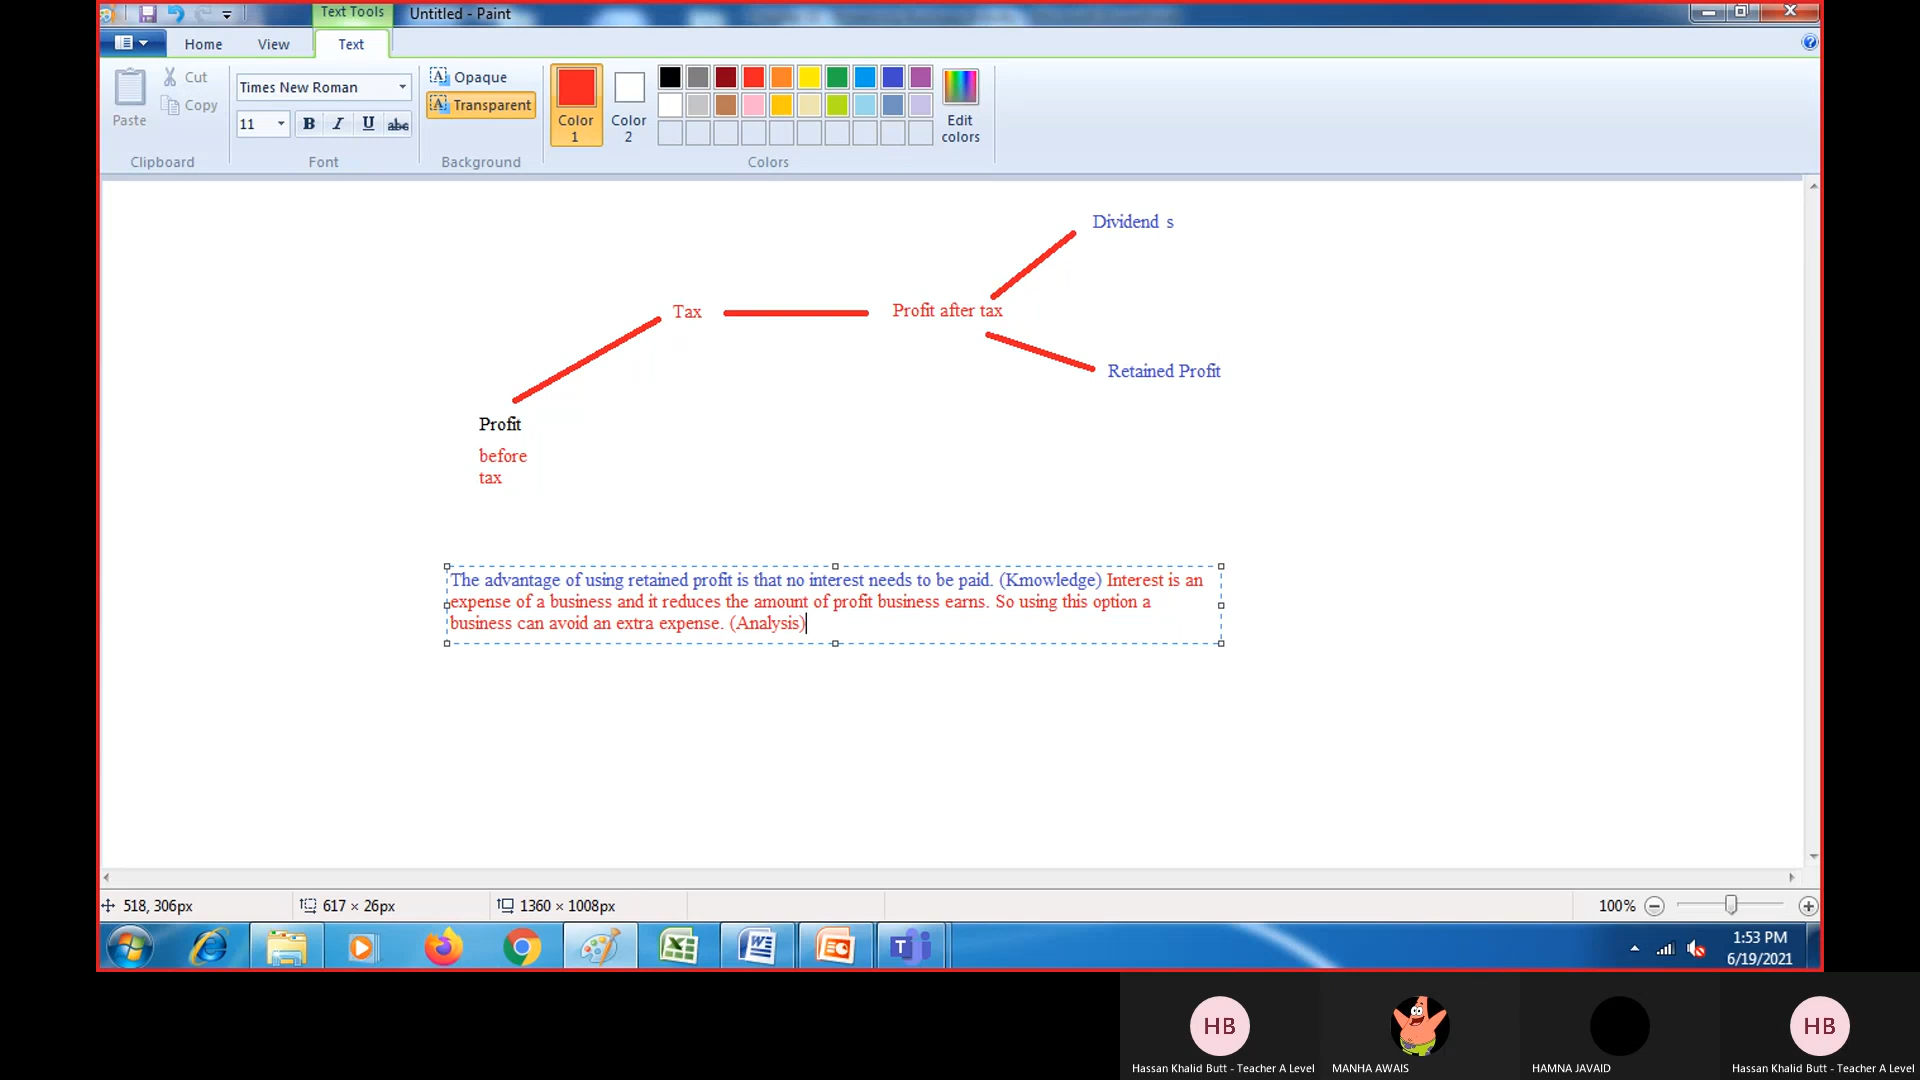 Text Tools
Untitled - Paint
Home
View
Text
Paste
Cut
Copy
Clipboard
Times New Roman
11
B
I
U
abc
Font
Opaque
Transparent
Background
Color
1
Color
2
Edit
colors
Colors
Dividend s
Tax
Profit after tax
Retained Profit
Profit
before
tax
The advantage of using retained profit is that no interest needs to be paid. (Kmowledge) Interest is an
expense of a business and it reduces the amount of profit business earns. So using this option a
business can avoid an extra expense. (Analysis)
518, 306px
617 × 26px
1360 × 1008px
100%
1:53 PM
6/19/2021
HB
HB
Hassan Khalid Butt - Teacher A Level
MANHA AWAIS
HAMNA JAVAID
Hassan Khalid Butt - Teacher A Level